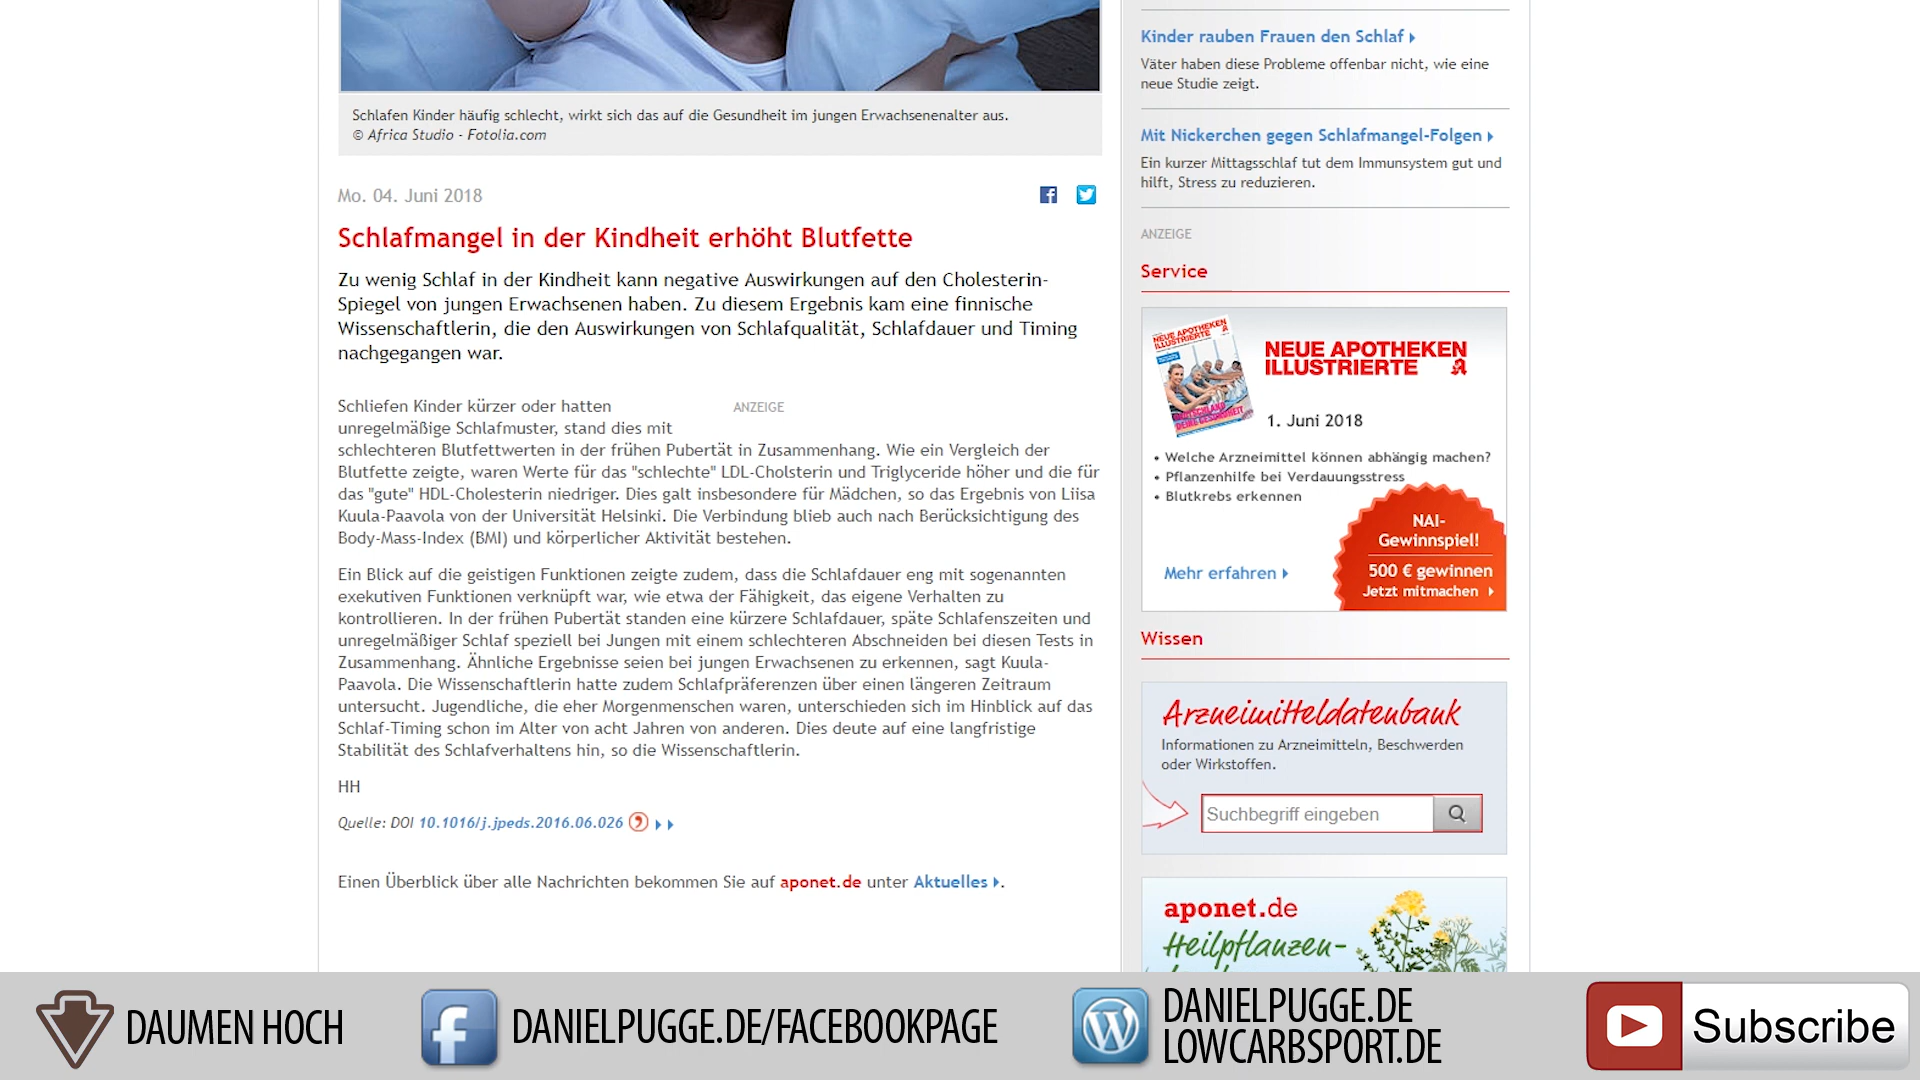 Schlafen Kinder häufig schlecht, wirkt sich das auf die Gesundheit im jungen Erwachsenenalter aus.
© Africa Studio - Fotolia.com
Mo. 04. Juni 2018
Schlafmangel in der Kindheit erhöht Blutfette
Zu wenig Schlaf in der Kindheit kann negative Auswirkungen auf den Cholesterin-
Spiegel von jungen Erwachsenen haben. Zu diesem Ergebnis kam eine finnische
Wissenschaftlerin, die den Auswirkungen von Schlafqualität, Schlafdauer und Timing
nachgegangen war.
ANZEIGE
Schliefen Kinder kürzer oder hatten
unregelmäßige Schlafmuster, stand dies mit
schlechteren Blutfettwerten in der frühen Pubertät in Zusammenhang. Wie ein Vergleich der
Blutfette zeigte, waren Werte für das "schlechte" LDL-Cholsterin und Triglyceride höher und die für
das "gute" HDL-Cholesterin niedriger. Dies galt insbesondere für Mädchen, so das Ergebnis von Liisa
Kuula-Paavola von der Universität Helsinki. Die Verbindung blieb auch nach Berücksichtigung des
Body-Mass-Index (BMI) und körperlicher Aktivität bestehen.
Ein Blick auf die geistigen Funktionen zeigte zudem, dass die Schlafdauer eng mit sogenannten
exekutiven Funktionen verknüpft war, wie etwa der Fähigkeit, das eigene Verhalten zu
kontrollieren. In der frühen Pubertät standen eine kürzere Schlafdauer, späte Schlafenszeiten und
unregelmäßiger Schlaf speziell bei Jungen mit einem schlechteren Abschneiden bei diesen Tests in
Zusammenhang. Ähnliche Ergebnisse seien bei jungen Erwachsenen zu erkennen, sagt Kuula-
Paavola. Die Wissenschaftlerin hatte zudem Schlafpräferenzen über einen längeren Zeitraum
untersucht. Jugendliche, die eher Morgenmenschen waren, unterschieden sich im Hinblick auf das
Schlaf-Timing schon im Alter von acht Jahren von anderen. Dies deute auf eine langfristige
Stabilität des Schlafverhaltens hin, so die Wissenschaftlerin.
HH
Quelle: DOI 10.1016/j.jpeds.2016.06.026
Einen Überblick über alle Nachrichten bekommen Sie auf aponet.de unter Aktuelles.
Kinder rauben Frauen den Schlaf
Väter haben diese Probleme offenbar nicht, wie eine
neue Studie zeigt.
Mit Nickerchen gegen Schlafmangel-Folgen
Ein kurzer Mittagsschlaf tut dem Immunsystem gut und
hilft, Stress zu reduzieren.
ANZEIGE
Service
NEUE APOTHEKEN
ILLUSTRIERTE
NEUE APOTHEKEN
ILLUSTRIERTE
1. Juni 2018
• Welche Arzneimittel können abhängig machen?
• Pflanzenhilfe bei Verdauungsstress
• Blutkrebs erkennen
NAI-
Gewinnspiel!
500 € gewinnen
Jetzt mitmachen
Mehr erfahren
Wissen
Arzneimitteldatenbank
Informationen zu Arzneimitteln, Beschwerden
oder Wirkstoffen.
Suchbegriff eingeben
aponet.de
Heilpflanzen-
DAUMEN HOCH
DANIELPUGGE.DE/FACEBOOKPAGE
DANIELPUGGE.DE
LOWCARBSPORT.DE
Subscribe